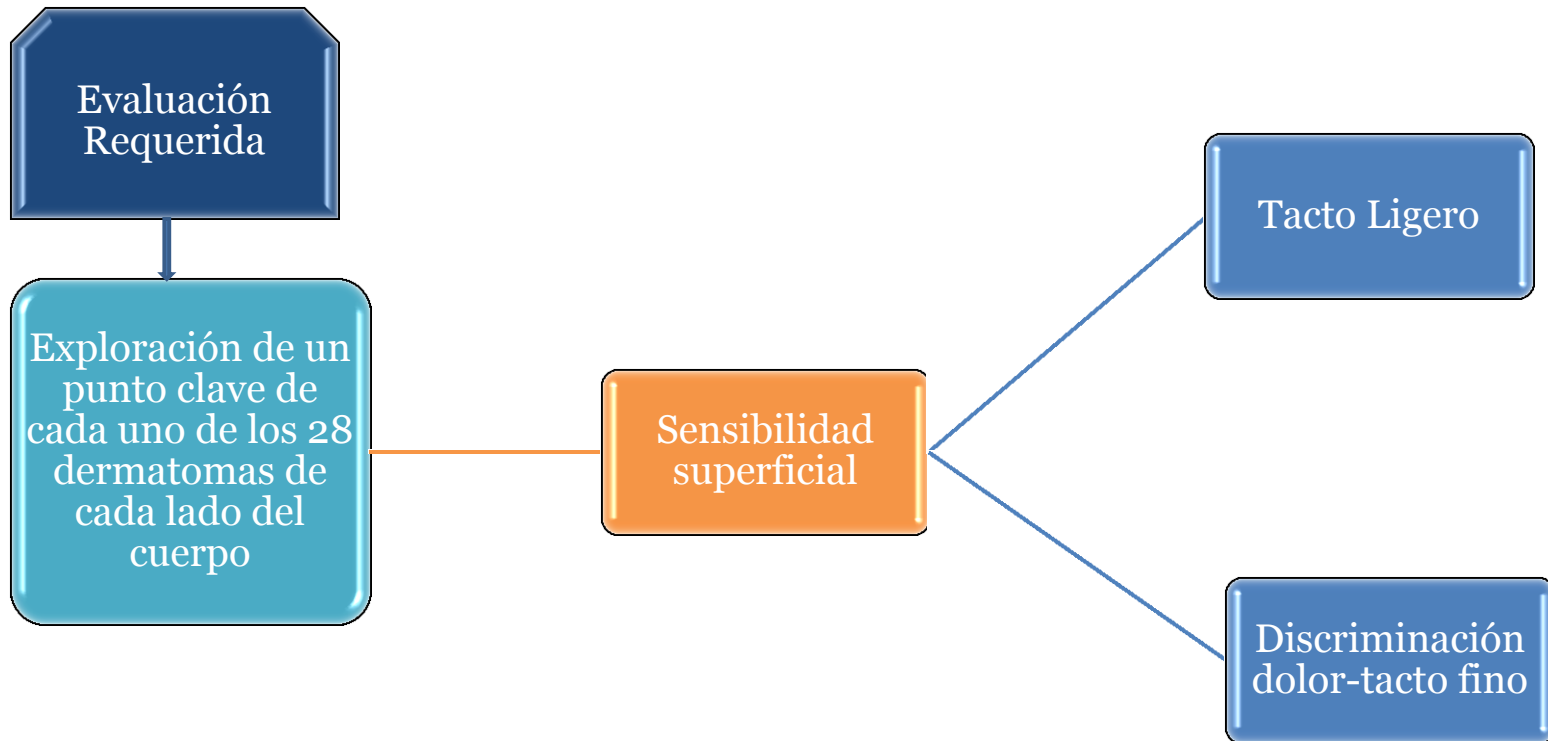 Evaluación
Requerida
Exploración de un
punto clave de
cada uno de los 28
dermatomas de
cada lado del
cuerpo
Sensibilidad
superficial
Tacto Ligero
Discriminación
dolor-tacto fino